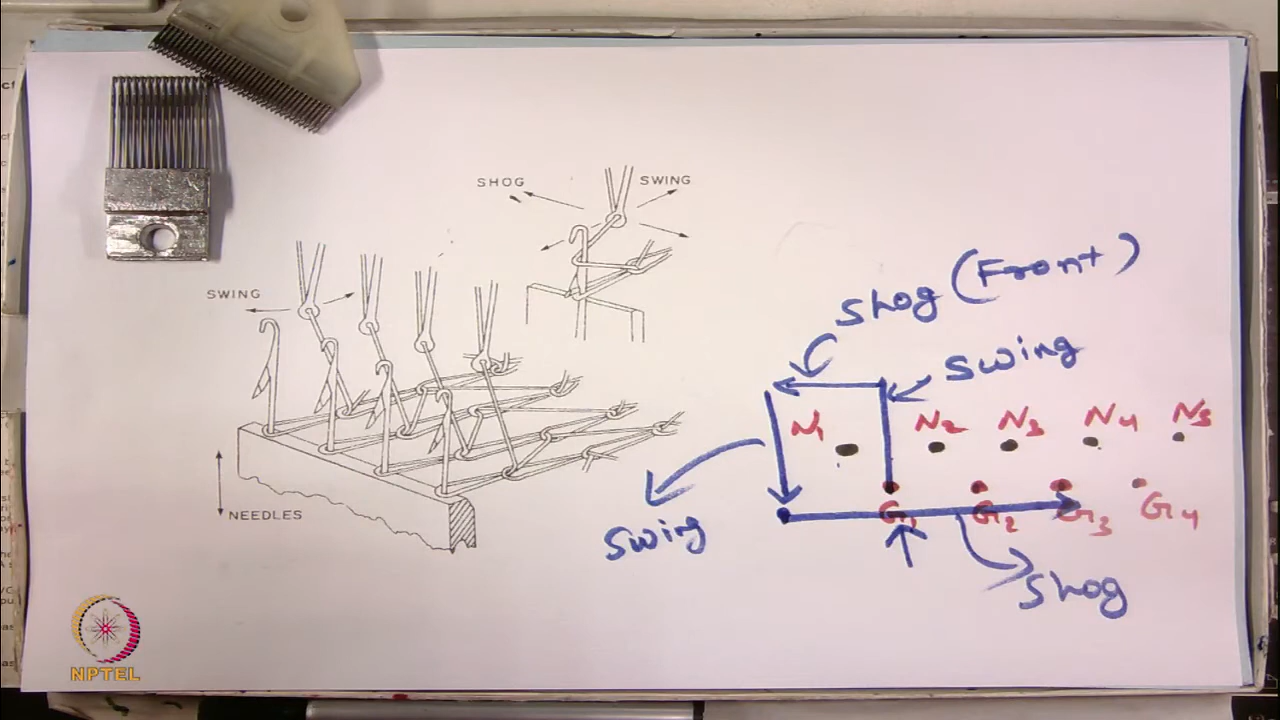 SHOG
SWING
SWING
NEEDLES
Shog (Front)
Swing
N1 N2 N3 N4 N5
G1 G2 G3 G4
Swing
Shog
NPTEL